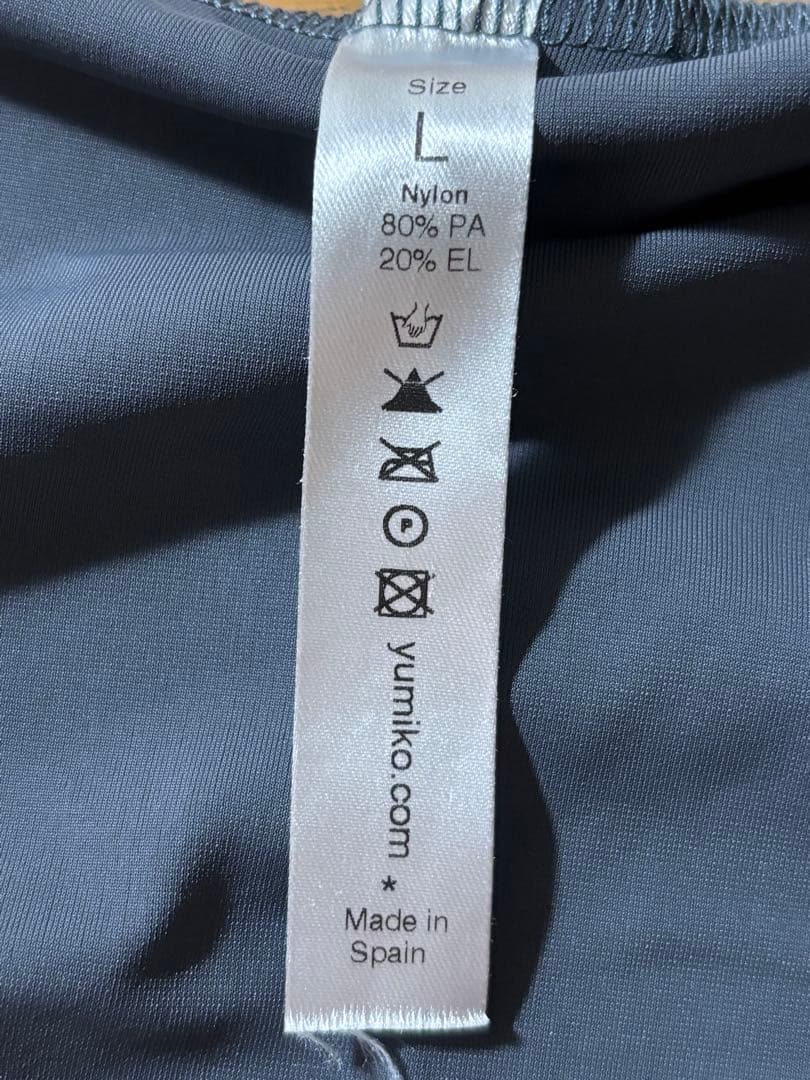 Size
L
Nylon
80% PA
20% EL
P
yumiko.com
*
Made in
Spain